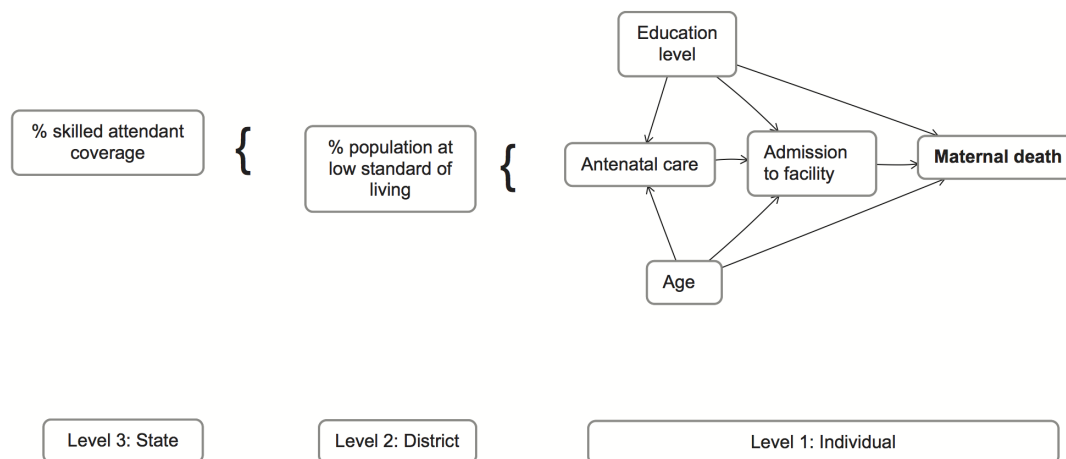 Education
level
% skilled attendant
coverage
{
% population at
low standard of
living
{
Antenatal care
Admission
to facility
Maternal death
Age
Level 3: State
Level 2: District
Level 1: Individual